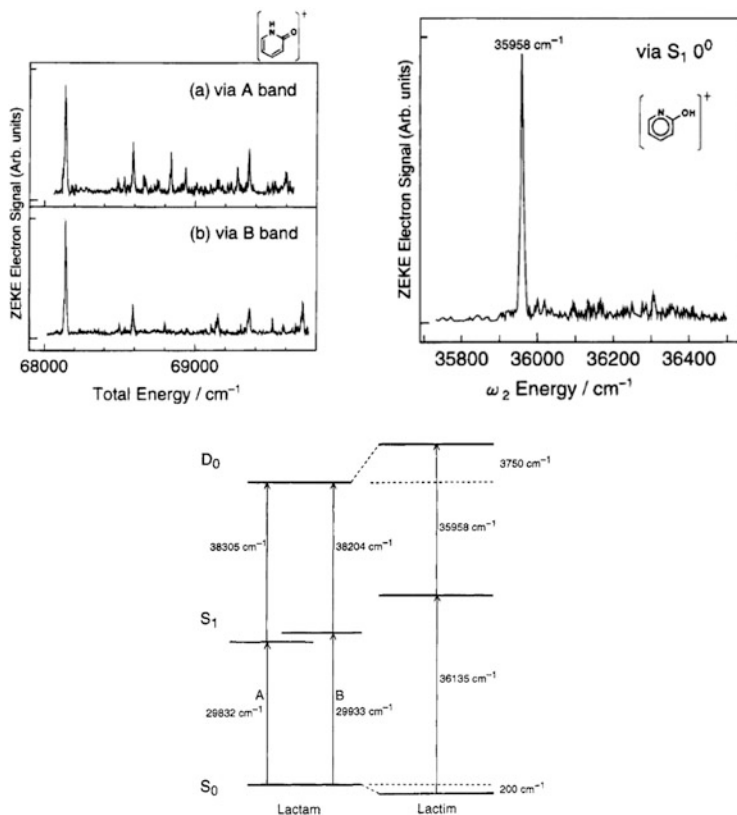 [
H
N
O
]+
(a) via A band
(b) via B band
ZEKE Electron Signal (Arb. units)
68000
69000
Total Energy / cm⁻¹
35958 cm⁻¹
via S₁ 0⁰
[
N
OH
]+
ZEKE Electron Signal (Arb. units)
35800
36000
36200
36400
ω₂ Energy / cm⁻¹
D₀
3750 cm⁻¹
38305 cm⁻¹
38204 cm⁻¹
35958 cm⁻¹
S₁
A
29832 cm⁻¹
B
29933 cm⁻¹
36135 cm⁻¹
S₀
200 cm⁻¹
Lactam
Lactim